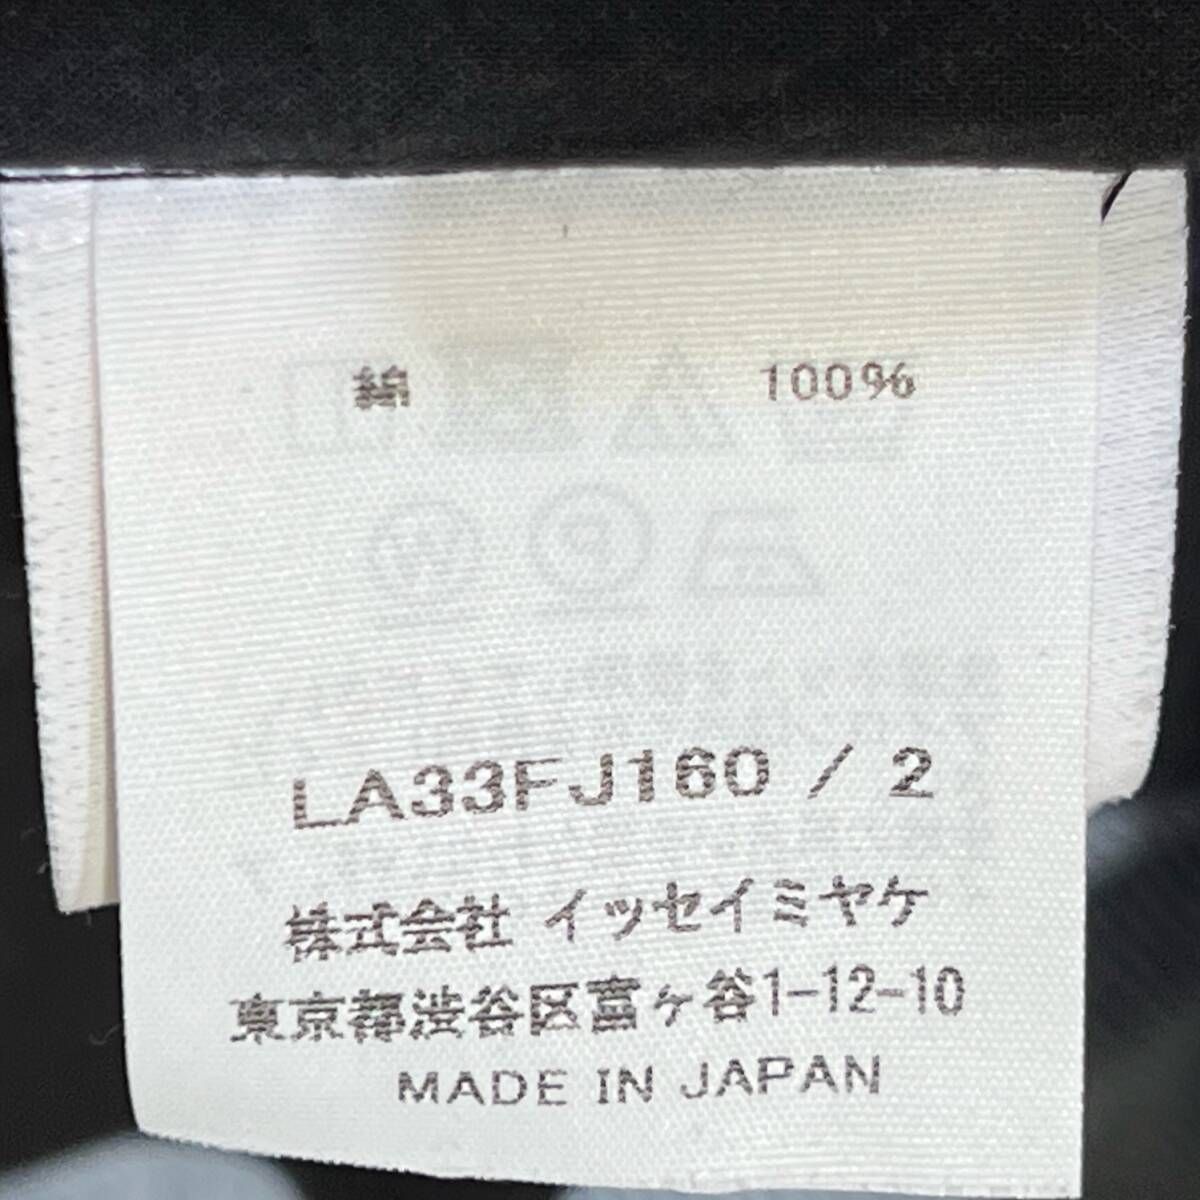 綿 100%
LA33FJ160 / 2
株式会社 イッセイミヤケ
東京都渋谷区富ヶ谷1-12-10
MADE IN JAPAN